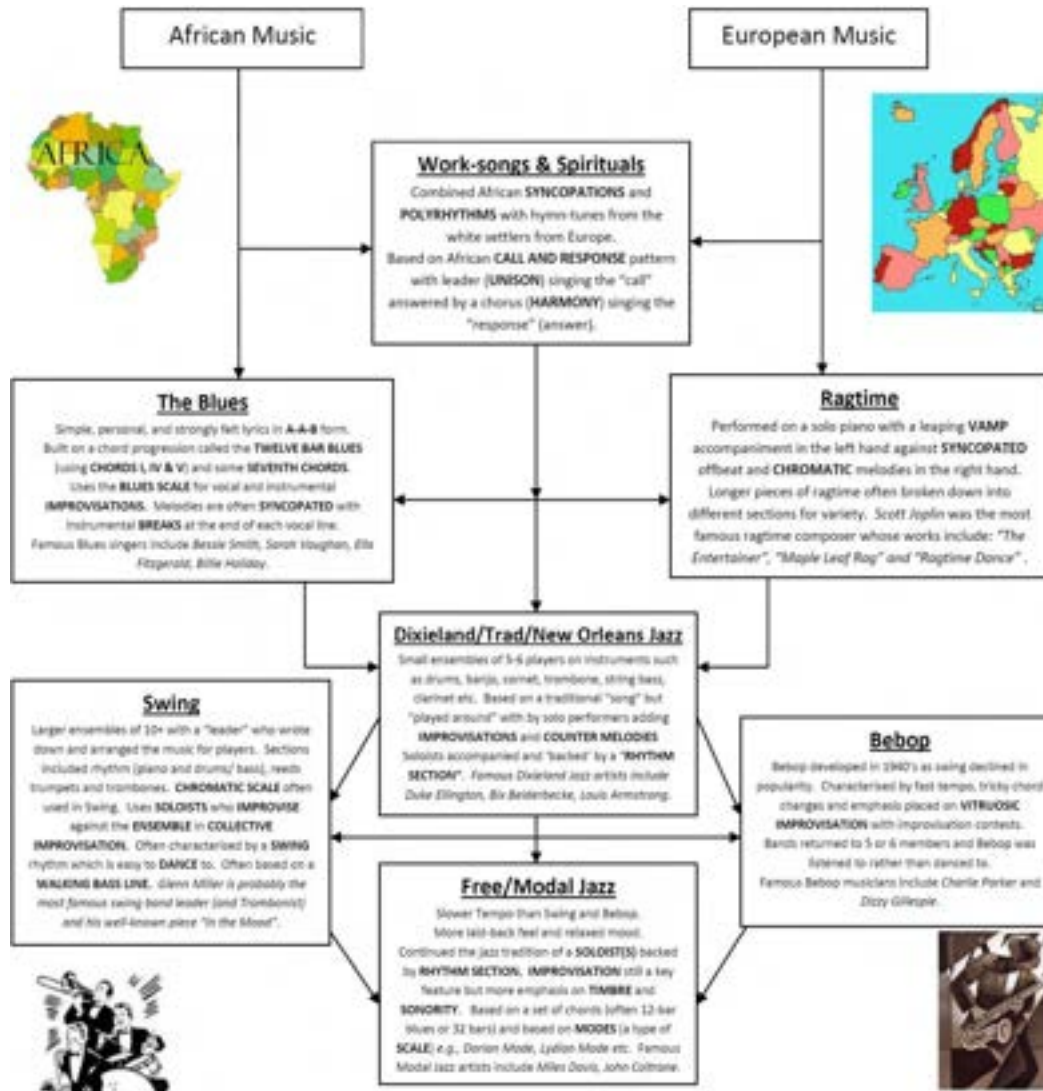 African Music
European Music
AFRICA
Work-songs & Spirituals
Combined African SYNCOPATIONS and
POLYRHYTHMS with hymn-tunes from the
white settlers from Europe.
Based on African CALL AND RESPONSE pattern
with leader (UNISON) singing the "call"
answered by a chorus (HARMONY) singing the
"response" (answer).
The Blues
Simple, personal, and strongly felt lyrics in A-A-B form.
Built on a chord progression called the TWELVE BAR BLUES
(using CHORDS I, IV & V) and some SEVENTH CHORDS.
Uses the BLUES SCALE for vocal and instrumental
IMPROVISATIONS. Melodies are often SYNCOPATED with
instrumental BREAKS at the end of each vocal line.
Famous Blues singers include Bessie Smith, Sarah Vaughan, Ella
Fitzgerald, Billie Holiday.
Ragtime
Performed on a solo piano with a leaping VAMP
accompaniment in the left hand against SYNCOPATED
offbeat and CHROMATIC melodies in the right hand.
Longer pieces of ragtime often broken down into
different sections for variety. Scott Joplin was the most
famous ragtime composer whose works include: "The
Entertainer", "Maple Leaf Rag" and "Ragtime Dance" .
Dixieland/Trad/New Orleans Jazz
Small ensembles of 5-6 players on instruments such
as drums, banjo, cornet, trombone, string bass,
clarinet etc. Based on a traditional "song" but
"played around" with by solo performers adding
IMPROVISATIONS and COUNTER MELODIES
Soloists accompanied and 'backed' by a "RHYTHM
SECTION". Famous Dixieland Jazz artists include
Duke Ellington, Bix Beiderbecke, Louis Armstrong.
Swing
Larger ensembles of 10+ with a "leader" who wrote
down and arranged the music for players. Sections
included rhythm (piano and drums/ bass), reeds
trumpets and trombones. CHROMATIC SCALE often
used in Swing. Uses SOLOISTS who IMPROVISE
against the ENSEMBLE in COLLECTIVE
IMPROVISATION. Often characterised by a SWING
rhythm which is easy to DANCE to. Often based on a
WALKING BASS LINE. Glenn Miller is probably the
most famous swing band leader (and Trombonist)
and his well-known piece "In the Mood".
Bebop
Bebop developed in 1940's as swing declined in
popularity. Characterised by fast tempo, tricky chord
changes and emphasis placed on VITRUOSIC
IMPROVISATION with improvisation contests.
Bands returned to 5 or 6 members and Bebop was
listened to rather than danced to.
Famous Bebop musicians include Charlie Parker and
Dizzy Gillespie.
Free/Modal Jazz
Slower Tempo than Swing and Bebop.
More laid-back feel and relaxed mood.
Continued the jazz tradition of a SOLOIST(S) backed
by RHYTHM SECTION. IMPROVISATION still a key
feature but more emphasis on TIMBRE and
SONORITY. Based on a set of chords (often 12-bar
blues or 32 bars) and based on MODES (a type of
SCALE) e.g., Dorian Mode, Lydian Mode etc. Famous
Modal Jazz artists include Miles Davis, John Coltrane.